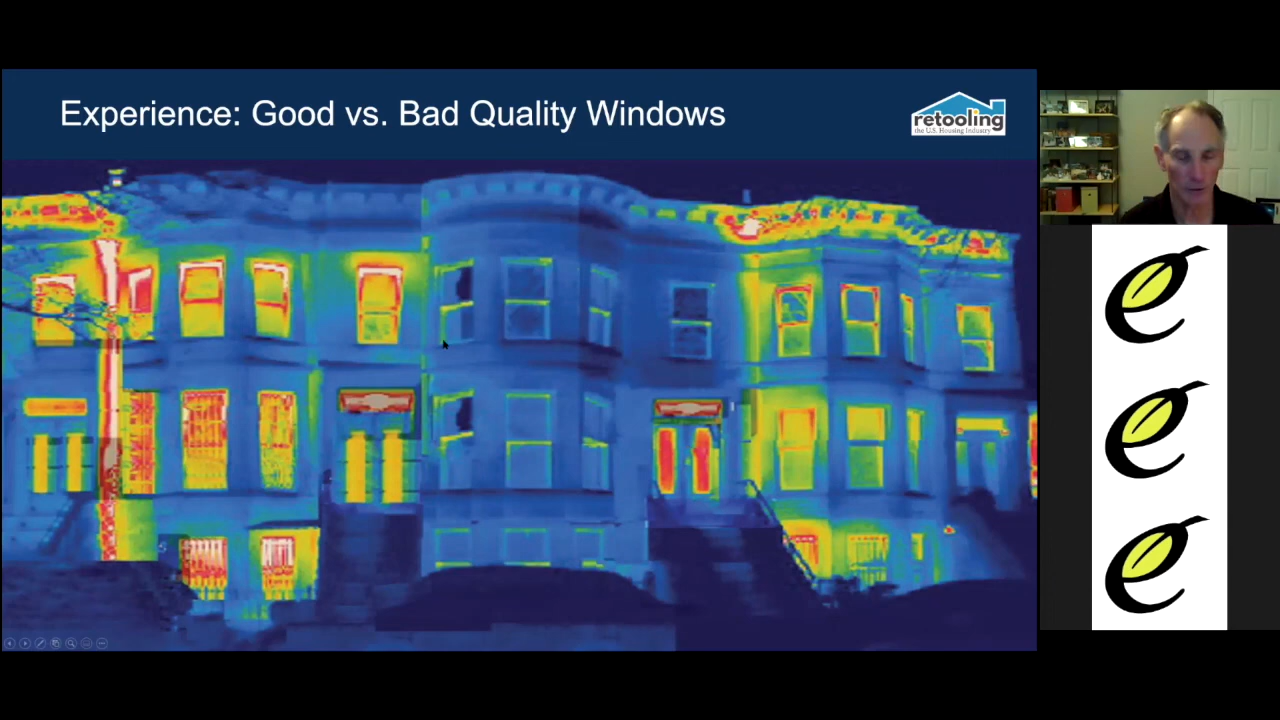 Experience: Good vs. Bad Quality Windows
retooling
the U.S. Housing Industry